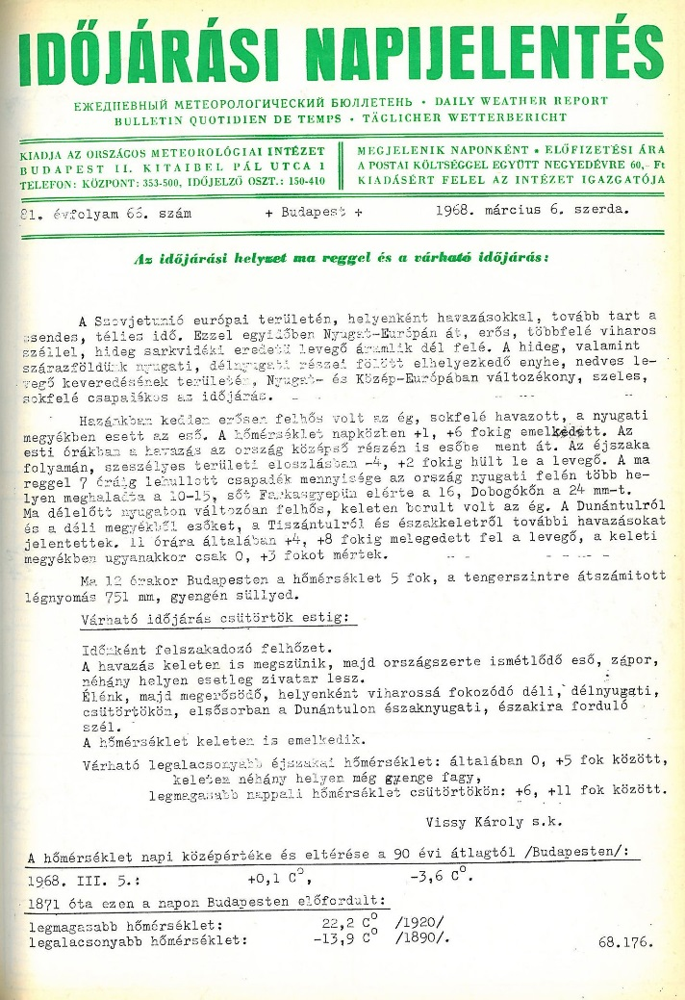 IDŐJÁRÁSI NAPIJELENTÉS
ЕЖЕДНЕВНЫЙ МЕТЕОРОЛОГИЧЕСКИЙ БЮЛЛЕТЕНЬ • DAILY WEATHER REPORT
BULLETIN QUOTIDIEN DE TEMPS • TÄGLICHER WETTERBERICHT
KIADJA AZ ORSZÁGOS METEOROLÓGIAI INTÉZET
BUDAPEST II. KITAIBEL PÁL UTCA 1
TELEFON: KÖZPONT: 353-500, IDŐJELZŐ OSZT.: 150-410
MEGJELENIK NAPONKÉNT • ELŐFIZETÉSI ÁRA
A POSTAI KÖLTSÉGGEL EGYÜTT NEGYEDÉVRE 60,- Ft
KIADÁSÉRT FELEL AZ INTÉZET IGAZGATÓJA
81. évfolyam 66. szám + Budapest + 1968. március 6. szerda.
Az időjárási helyzet ma reggel és a várható időjárás:
A Szovjetunió európai területén, helyenként havazásokkal, tovább tart a
csendes, télies idő. Ezzel egyidőben Nyugat-Európán át, erős, többfelé viharos
széllel, hideg sarkvidéki eredetű levegő áramlik dél felé. A hideg, valamint
szárazföldünk nyugati, délnyugati részei fölött elhelyezkedő enyhe, nedves le-
vegő keveredésének területén, Nyugat- és Közép-Európában változékony, szeles,
sokfelé csapadékos az időjárás.
Hazánkban kedden erősen felhős volt az ég, sokfelé havazott, a nyugati
megyékben esett az eső. A hőmérséklet napközben +1, +6 fokig emelkedett. Az
esti órákban a havazás az ország középső részén is esőbe ment át. Az éjszaka
folyamán, szeszélyes területi eloszlásban -4, +2 fokig hült le a levegő. A ma
reggel 7 óráig lehullott csapadék mennyisége az ország nyugati felén több he-
lyen meghaladta a 10-15, sőt Farkasgyepün elérte a 16, Dobogókőn a 24 mm-t.
Ma délelőtt nyugaton változóan felhős, keleten borult volt az ég. A Dunántulról
és a déli megyékből esőket, a Tiszántulról és északkeletről további havazásokat
jelentettek. 11 órára általában +4, +8 fokig melegedett fel a levegő, a keleti
megyékben ugyanakkor csak 0, +3 fokot mértek.
Ma 12 órakor Budapesten a hőmérséklet 5 fok, a tengerszintre átszámitott
légnyomás 751 mm, gyengén süllyed.
Várható időjárás csütörtök estig:
Időnként felszakadozó felhőzet.
A havazás keleten is megszünik, majd országszerte ismétlődő eső, zápor,
néhány helyen esetleg zivatar lesz.
Élénk, majd megerősödő, helyenként viharossá fokozódó déli, délnyugati,
csütörtökön, elsősorban a Dunántulon északnyugati, északira forduló
szél.
A hőmérséklet keleten is emelkedik.
Várható legalacsonyabb éjszakai hőmérséklet: általában 0, +5 fok között,
keleten néhány helyen még gyenge fagy,
legmagasabb nappali hőmérséklet csütörtökön: +6, +11 fok között.
Vissy Károly s.k.
A hőmérséklet napi középértéke és eltérése a 90 évi átlagtól /Budapesten/:
1968. III. 5.: +0,1 C°, -3,6 C°.
1871 óta ezen a napon Budapesten előfordult:
legmagasabb hőmérséklet: 22,2 C° /1920/
legalacsonyabb hőmérséklet: -13,9 C° /1890/.
68.176.